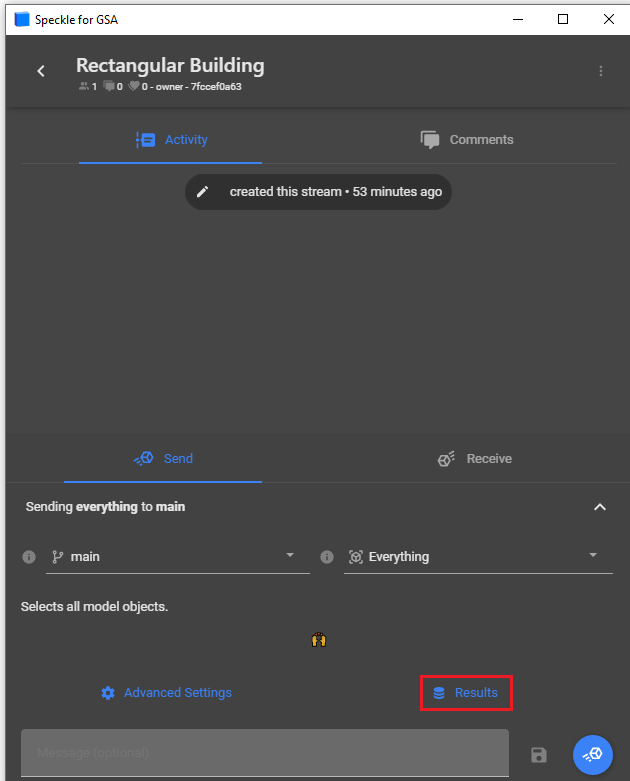 Speckle for GSA
Rectangular Building
1 0 0 - owner - 7fccef0a63
Activity Comments
created this stream • 53 minutes ago
Send Receive
Sending everything to main
main Everything
Selects all model objects.
Advanced Settings Results
Message (optional)